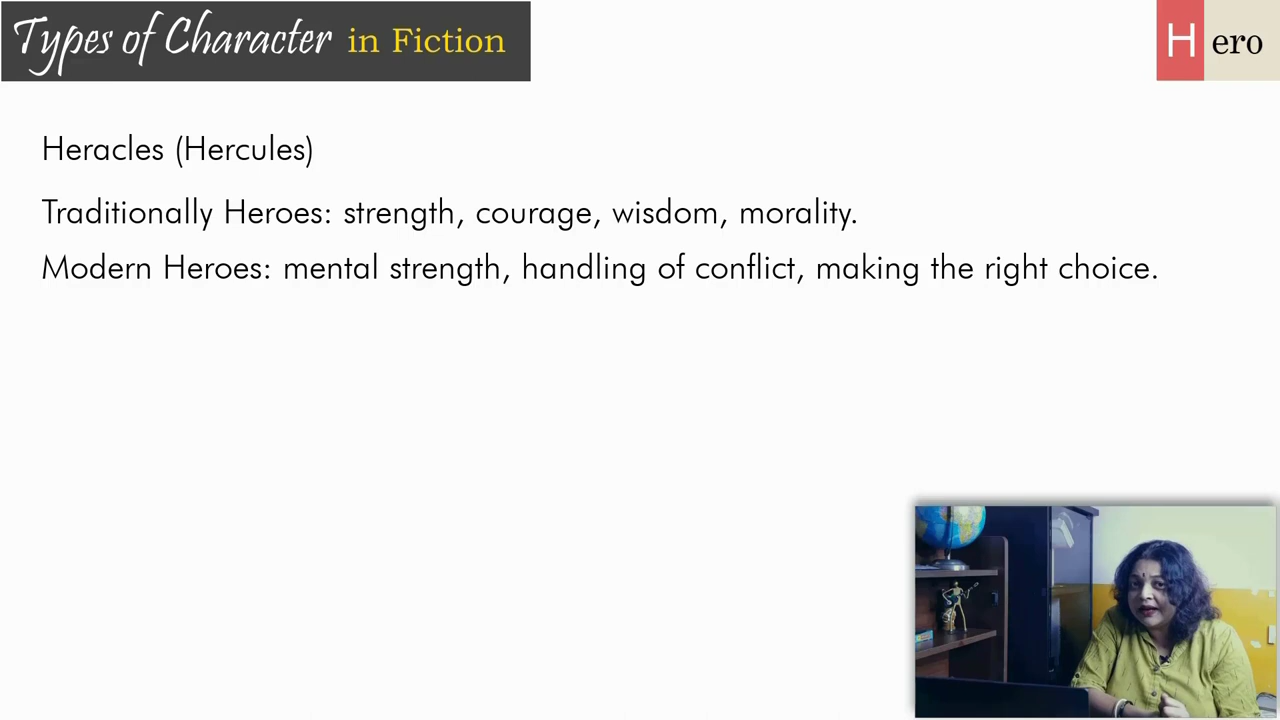 Types of Character in Fiction
Hero
Heracles (Hercules)
Traditionally Heroes: strength, courage, wisdom, morality.
Modern Heroes: mental strength, handling of conflict, making the right choice.